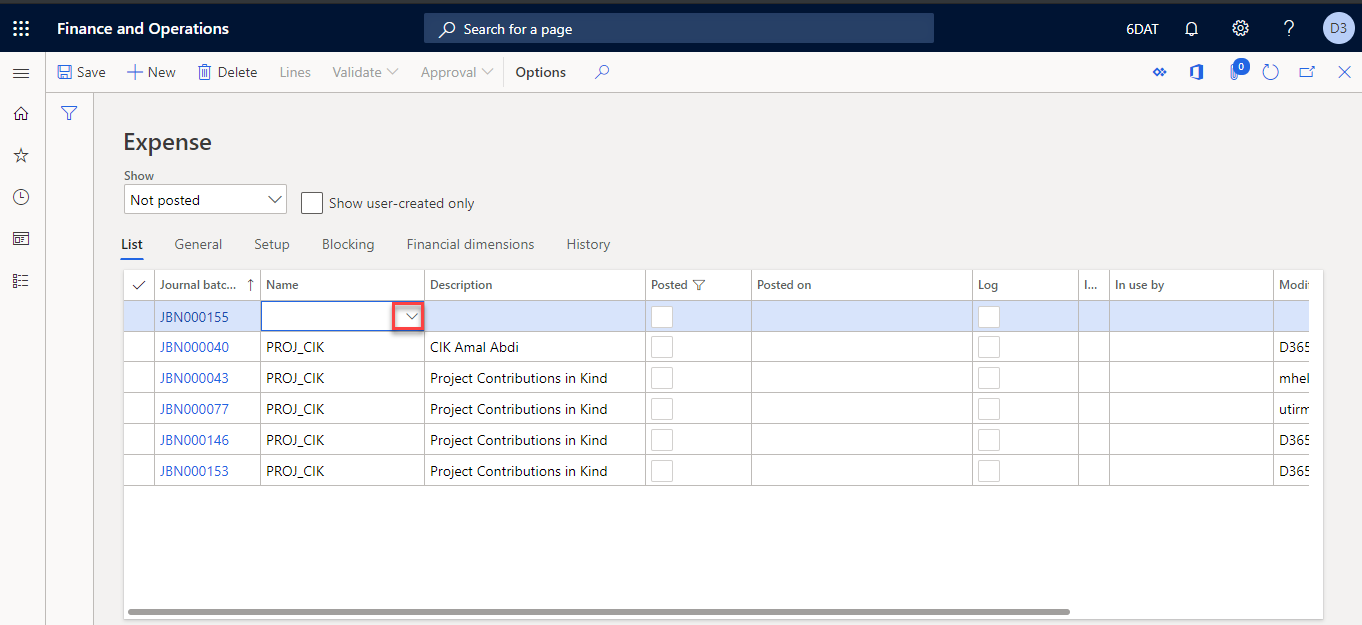 Finance and Operations Search for a page 6DAT ? D3
Save New Delete Lines Validate Approval Options 0
Expense
Show
Not posted Show user-created only
List General Setup Blocking Financial dimensions History
Journal batc... Name Description Posted Posted on Log I... In use by Modif
JBN000155
JBN000040 PROJ_CIK CIK Amal Abdi D365
JBN000043 PROJ_CIK Project Contributions in Kind mhel
JBN000077 PROJ_CIK Project Contributions in Kind utirm
JBN000146 PROJ_CIK Project Contributions in Kind D365
JBN000153 PROJ_CIK Project Contributions in Kind D365